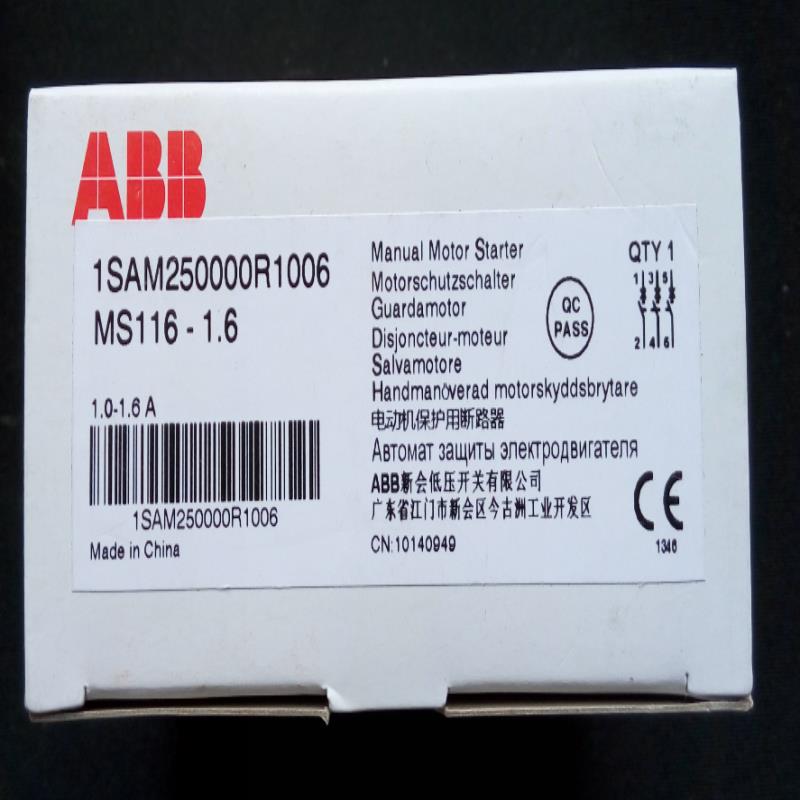 ABB
1SAM250000R1006
MS116 - 1.6
1.0-1.6 A
1SAM250000R1006
Made in China
Manual Motor Starter
Motorschutzschalter
Guardamotor
Disjoncteur-moteur
Salvamotore
Handmanöverad motorskyddsbrytare
电动机保护用断路器
Автомат защиты электродвигателя
ABB新会低压开关有限公司
广东省江门市新会区今古洲工业开发区
CN:10140949
QC
PASS
QTY 1
1 3 5
2 4 6
CE
1346